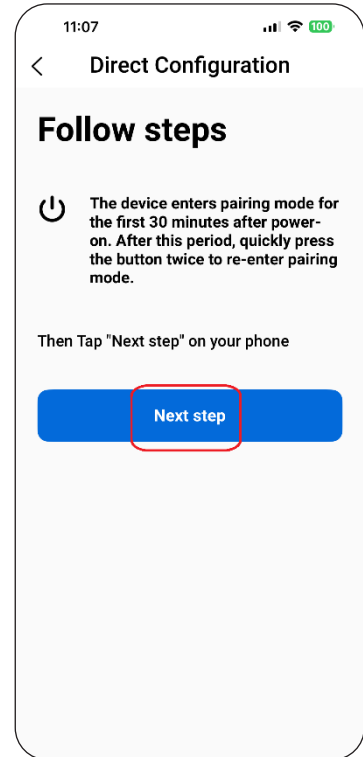 11:07
100
Direct Configuration
Follow steps
The device enters pairing mode for
the first 30 minutes after power-
on. After this period, quickly press
the button twice to re-enter pairing
mode.
Then Tap "Next step" on your phone
Next step